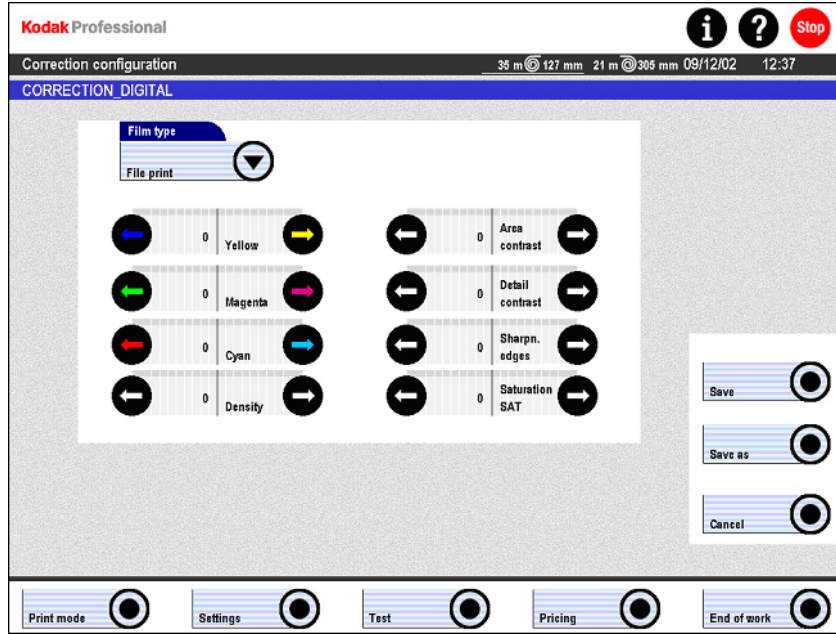 Kodak Professional
i ? Stop
Correction configuration 35 m 127 mm 21 m 305 mm 09/12/02 12:37
CORRECTION_DIGITAL
Film type
File print
0 Yellow
0 Area contrast
0 Magenta
0 Detail contrast
0 Cyan
0 Sharpn. edges
0 Density
0 Saturation SAT
Save
Save as
Cancel
Print mode Settings Test Pricing End of work